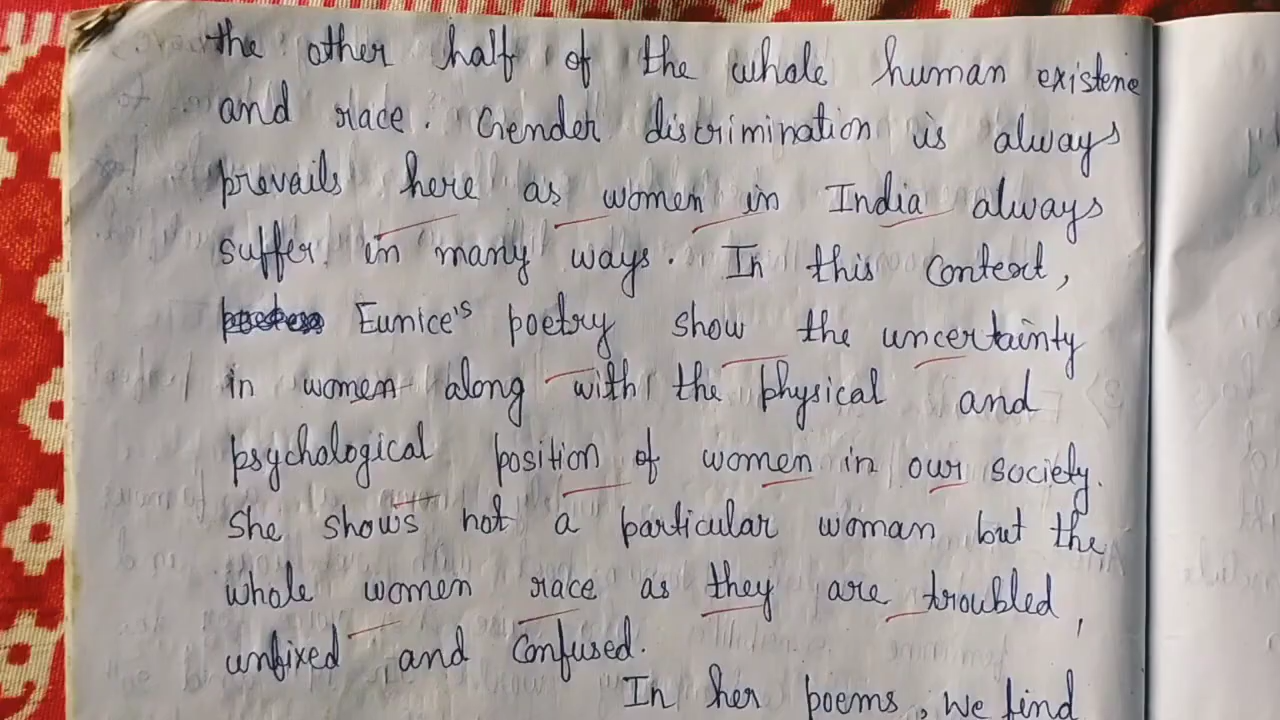 the other half of the whole human existene
and race. Gender discrimination is always
prevails here as women in India always
suffer in many ways. In this context,
Eunice's poetry show the uncertainty
in women along with the physical and
psychological position of women in our society.
She shows not a particular woman but the
whole women race as they are troubled,
unfixed and confused.
In her poems, we find